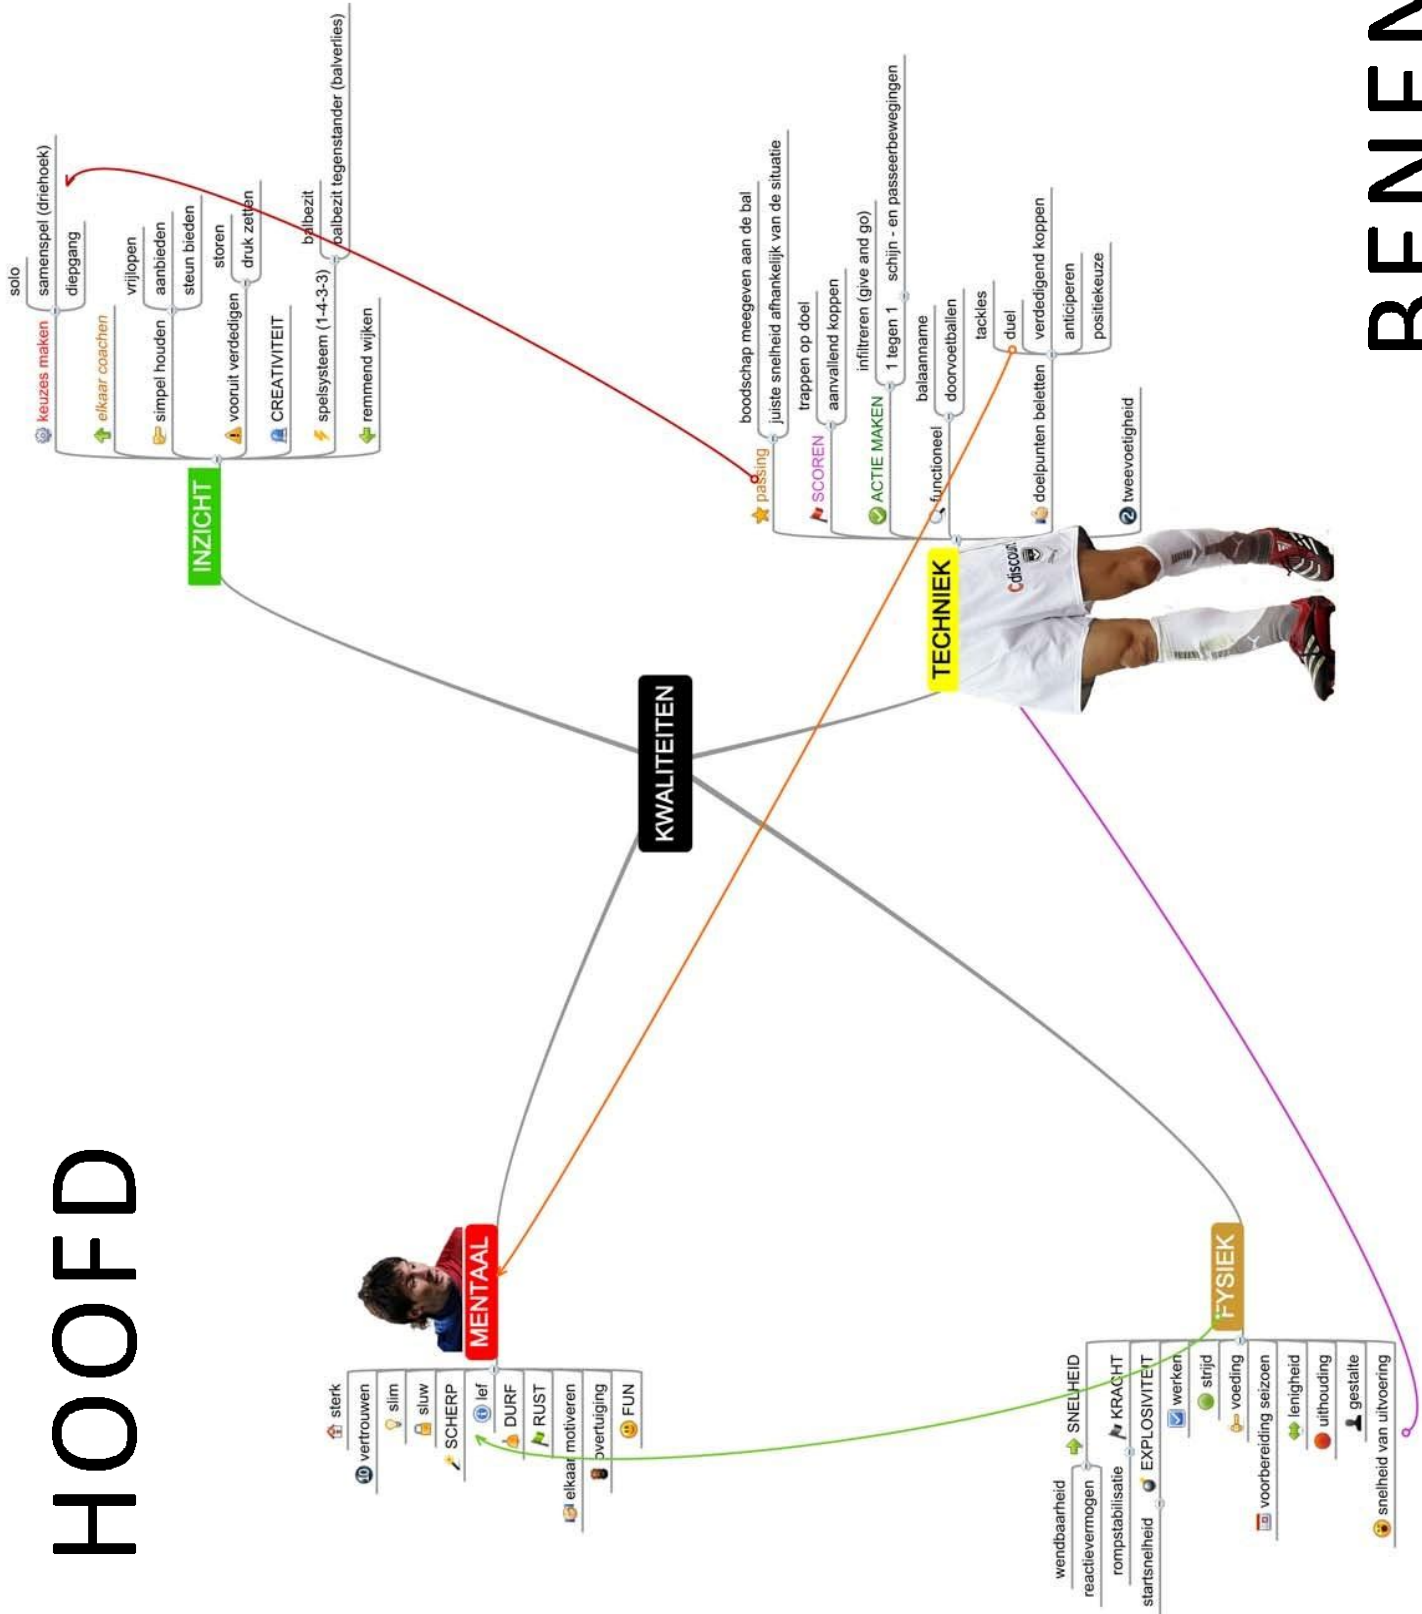 HOOFD
BENEN
KWALITEITEN
MENTAAL
sterk
vertrouwen
slim
sluw
SCHERP
lef
DURF
RUST
elkaar motiveren
overtuiging
FUN
INZICHT
keuzes maken
solo
samenspel (driehoek)
diepgang
elkaar coachen
simpel houden
vrijlopen
aanbieden
steun bieden
vooruit verdedigen
storen
druk zetten
CREATIVITEIT
spelsysteem (1-4-3-3)
balbezit
balbezit tegenstander (balverlies)
remmend wijken
FYSIEK
SNELHEID
wendbaarheid
reactievermogen
KRACHT
rompstabilisatie
EXPLOSIVITEIT
startsnelheid
werken
strijd
voeding
voorbereiding seizoen
lenigheid
uithouding
gestalte
snelheid van uitvoering
TECHNIEK
passing
boodschap meegeven aan de bal
juiste snelheid afhankelijk van de situatie
SCOREN
trappen op doel
aanvallend koppen
ACTIE MAKEN
infiltreren (give and go)
1 tegen 1
schijn - en passeerbewegingen
functioneel
balaanname
doorvoetballen
doelpunten beletten
tackles
duel
verdedigend koppen
anticiperen
positiekeuze
2 tweevoetigheid
Cdiscount